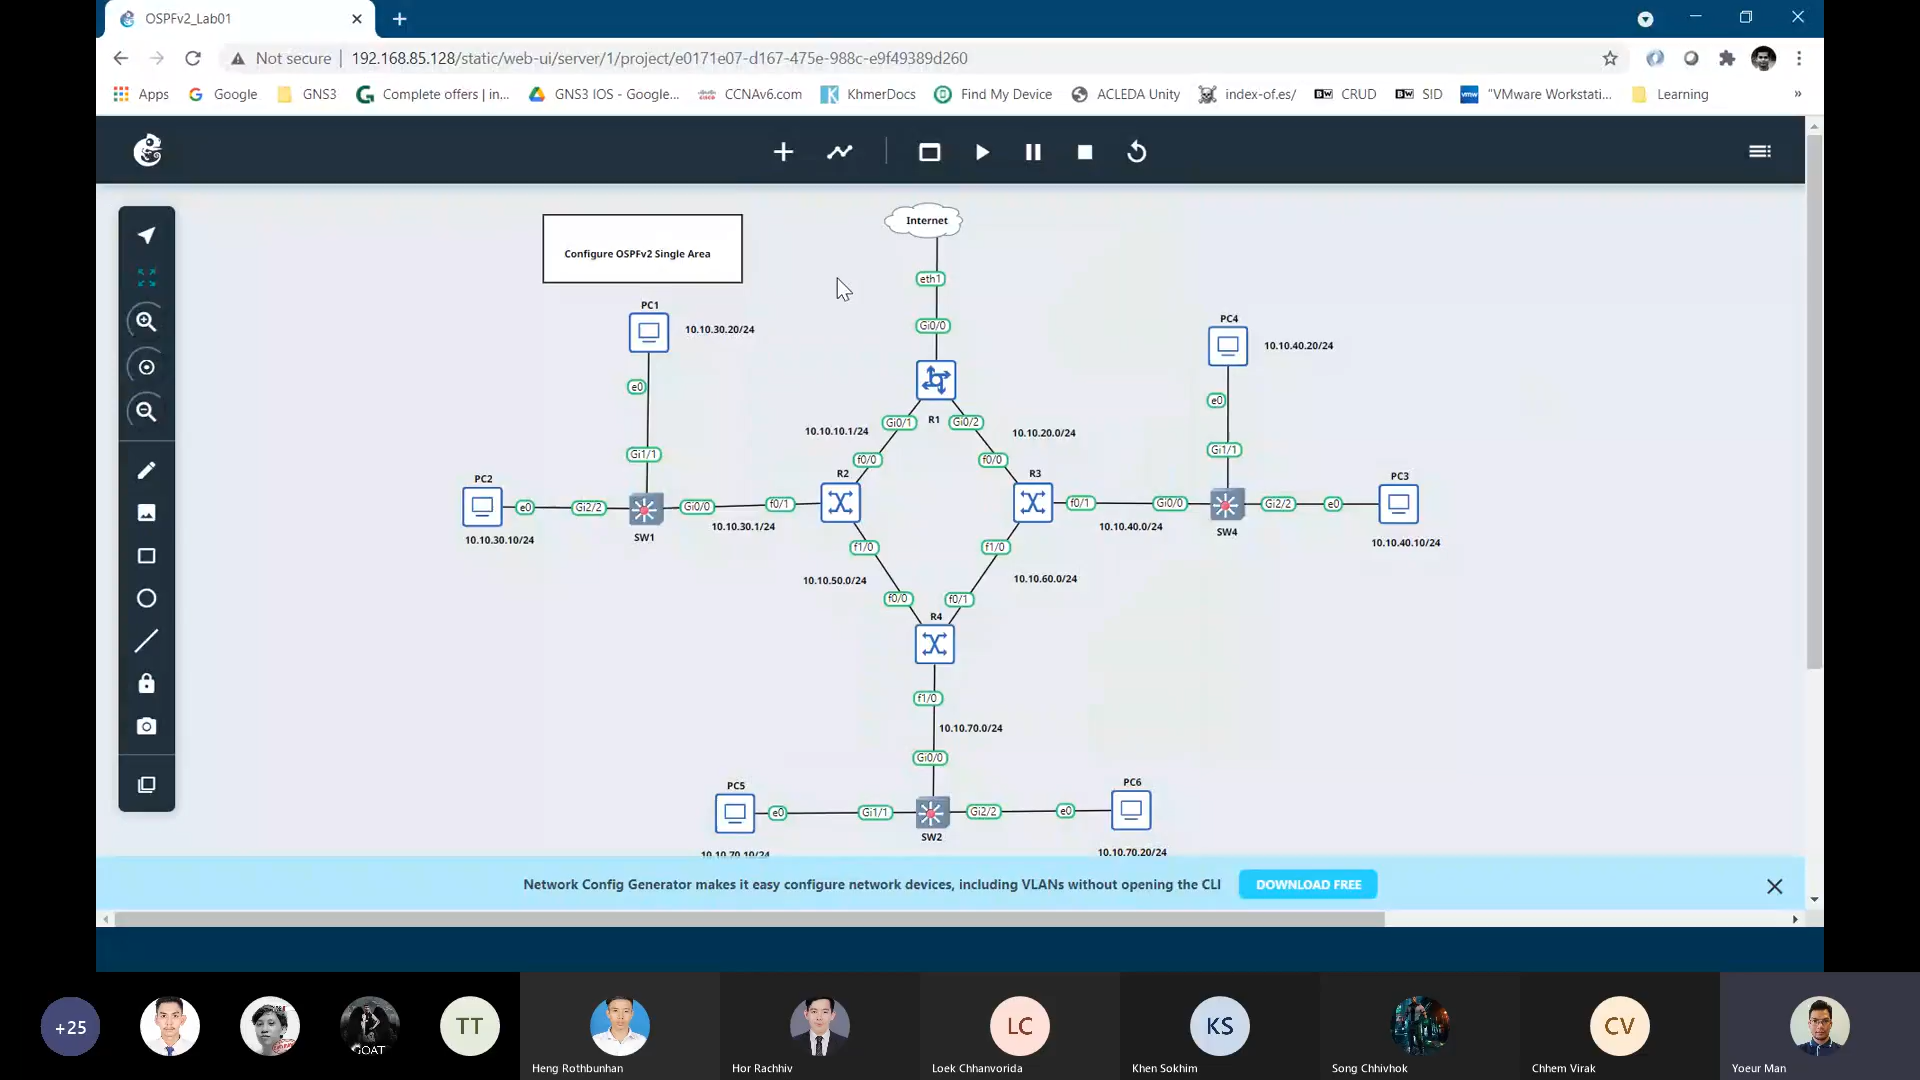 OSPFv2_Lab01
Not secure
192.168.85.128/static/web-ui/server/1/project/e0171e07-d167-475e-988c-e9f49389d260
Apps
Google
GNS3
Complete offers | in...
GNS3 IOS - Google...
CCNAv6.com
KhmerDocs
Find My Device
ACLEDA Unity
index-of.es/
CRUD
SID
"VMware Workstati...
Learning
»
Internet
Configure OSPFv2 Single Area
eth1
Gi0/0
PC1
10.10.30.20/24
PC4
10.10.40.20/24
e0
e0
Gi0/1
R1
Gi0/2
10.10.10.1/24
10.10.20.0/24
Gi1/1
f0/0
f0/0
Gi1/1
PC2
R2
R3
PC3
e0
Gi2/2
Gi0/0
f0/1
f0/1
Gi0/0
Gi2/2
e0
10.10.30.1/24
10.10.40.0/24
10.10.30.10/24
SW1
SW4
10.10.40.10/24
f1/0
f1/0
10.10.50.0/24
10.10.60.0/24
f0/0
f0/1
R4
f1/0
10.10.70.0/24
Gi0/0
PC5
PC6
e0
Gi1/1
Gi2/2
e0
SW2
10.10.70.10/24
10.10.70.20/24
Network Config Generator makes it easy configure network devices, including VLANs without opening the CLI
DOWNLOAD FREE
+25
GOAT
TT
LC
KS
CV
Heng Rothbunhan
Hor Rachhiv
Loek Chhanvorida
Khen Sokhim
Song Chhivhok
Chhem Virak
Yoeur Man